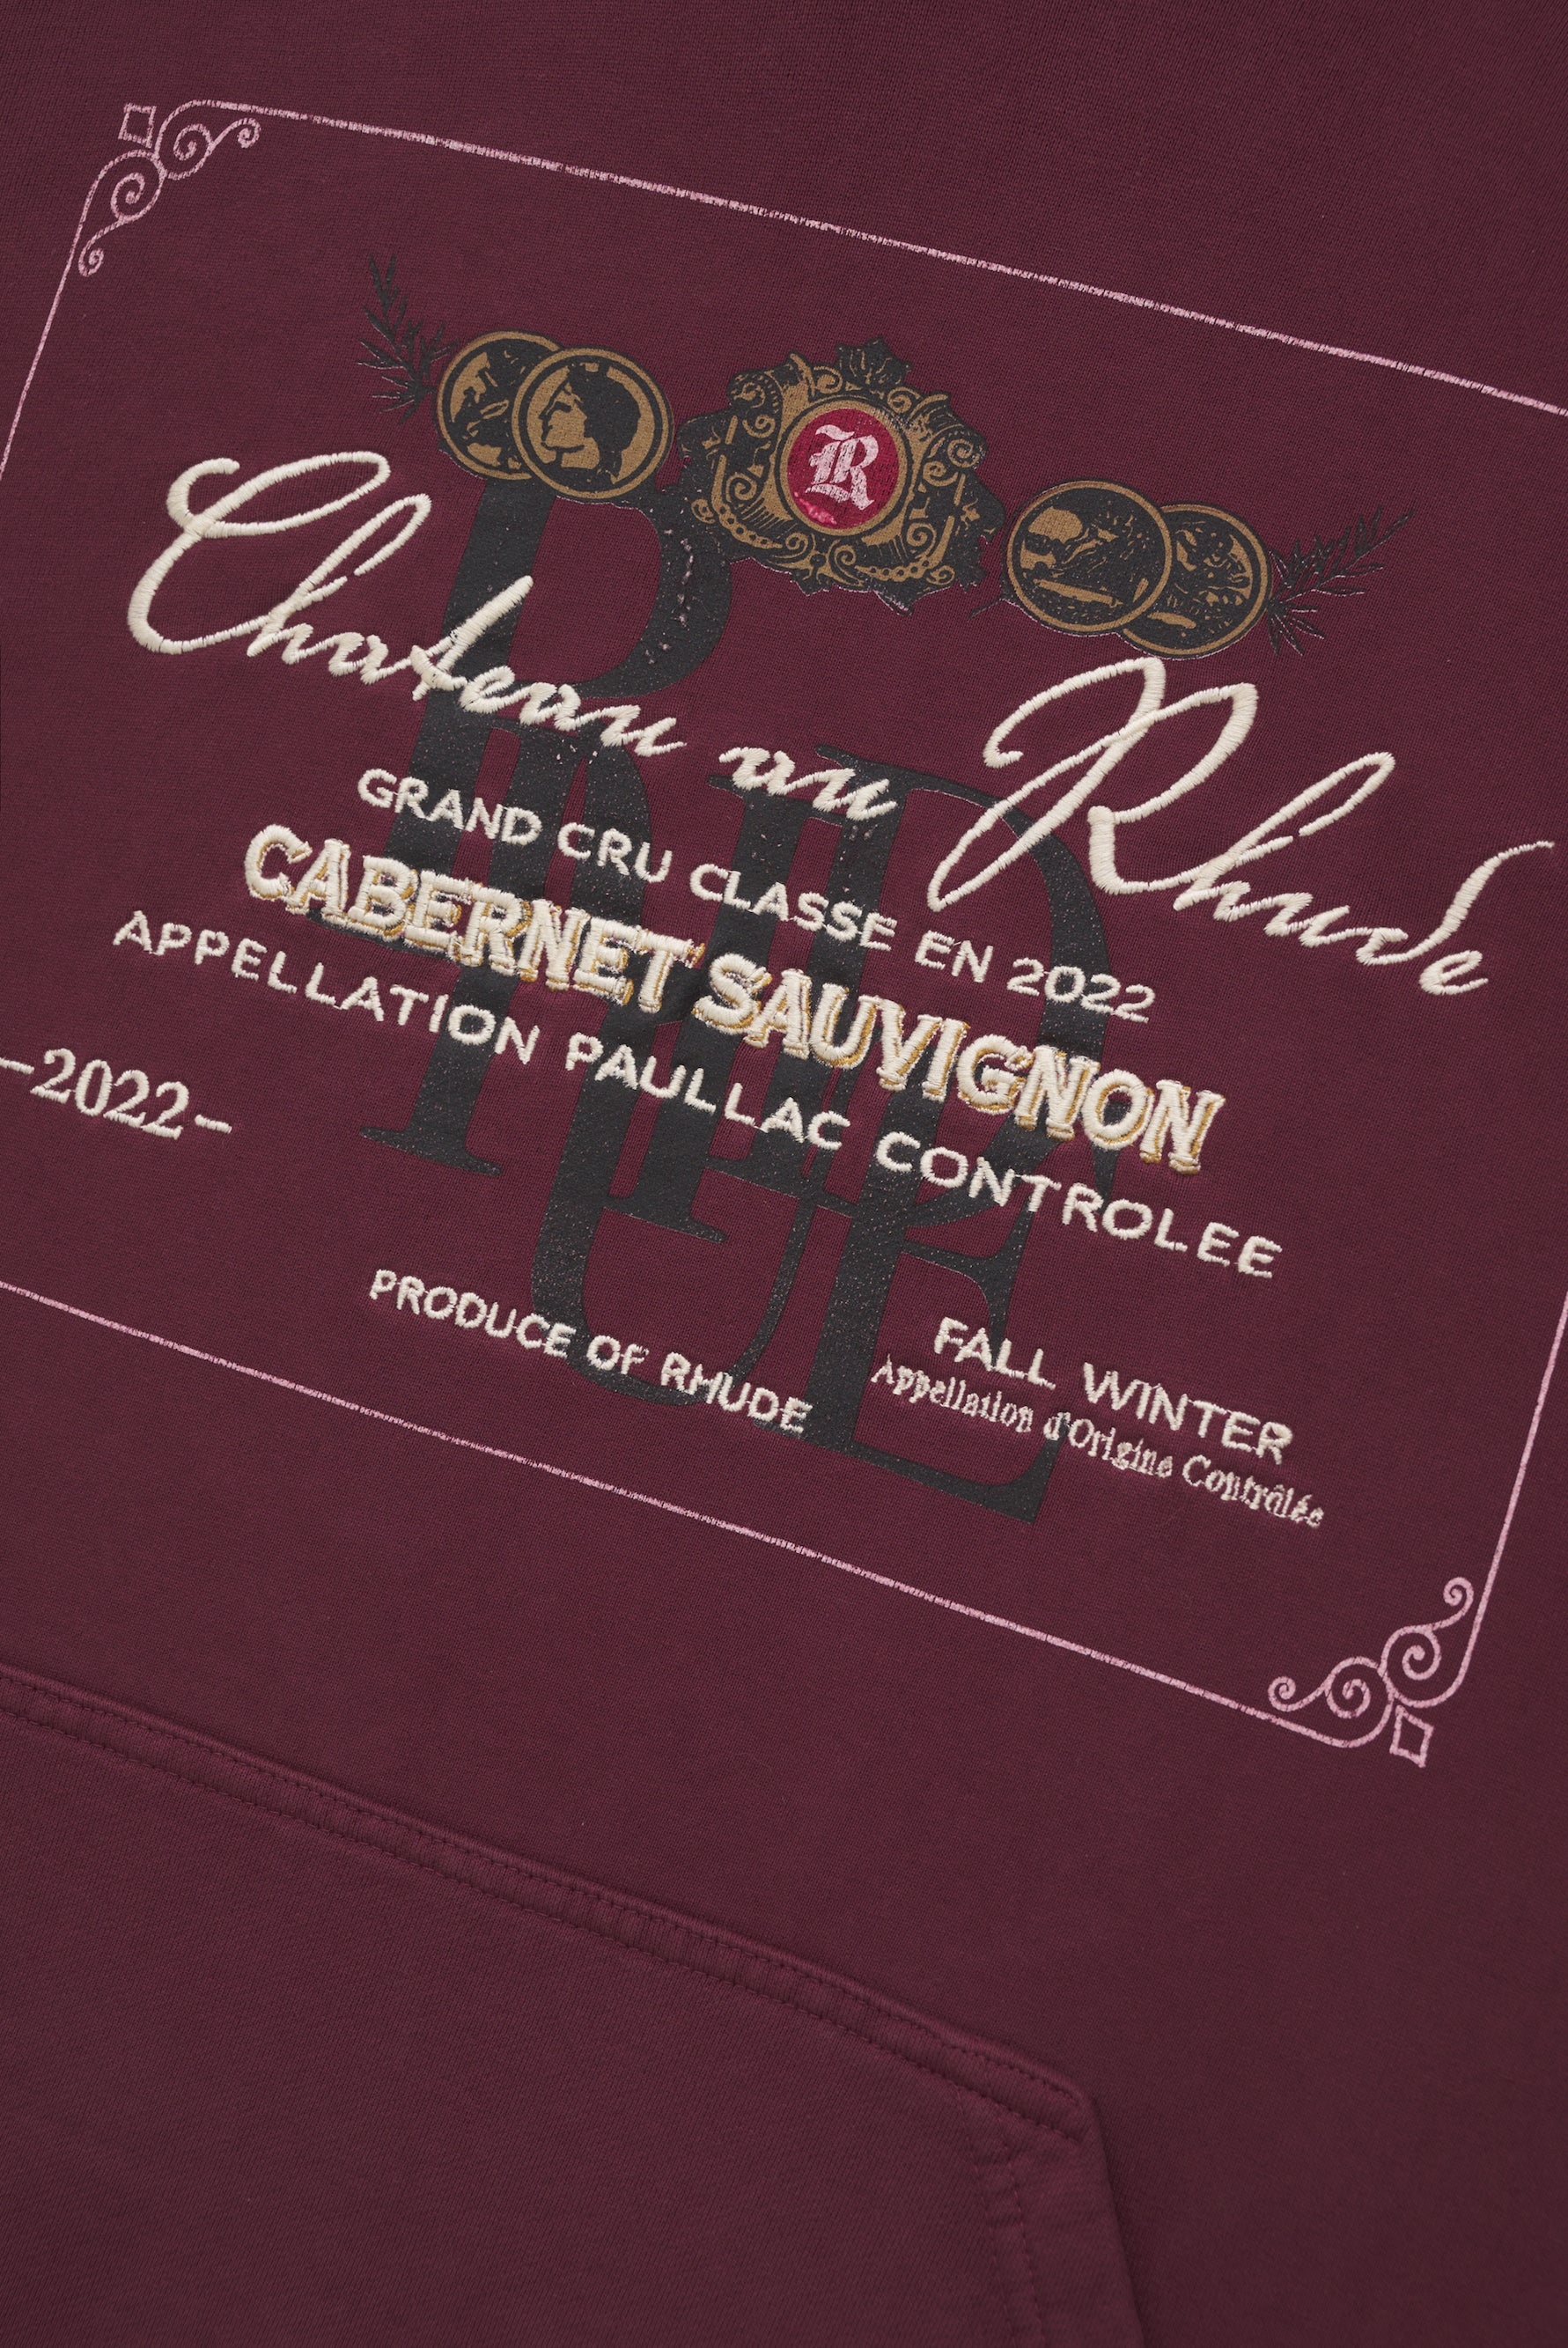 R
Chateau au Rhude
GRAND CRU CLASSE EN 2022
CABERNET SAUVIGNON
APPELLATION PAULLAC CONTROLEE
-2022-
PRODUCE OF RHUDE
FALL WINTER
Appellation d'Origine Contrôlée